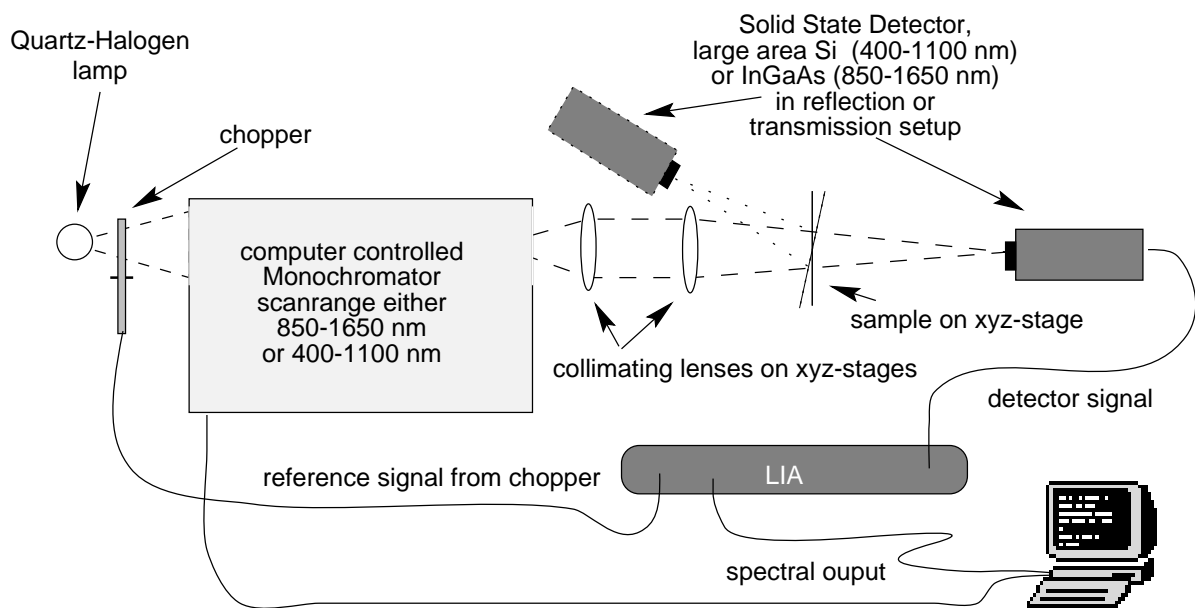 Quartz-Halogen
lamp
chopper
Solid State Detector,
large area Si (400-1100 nm)
or InGaAs (850-1650 nm)
in reflection or
transmission setup
computer controlled
Monochromator
scanrange either
850-1650 nm
or 400-1100 nm
sample on xyz-stage
collimating lenses on xyz-stages
detector signal
reference signal from chopper
LIA
spectral ouput